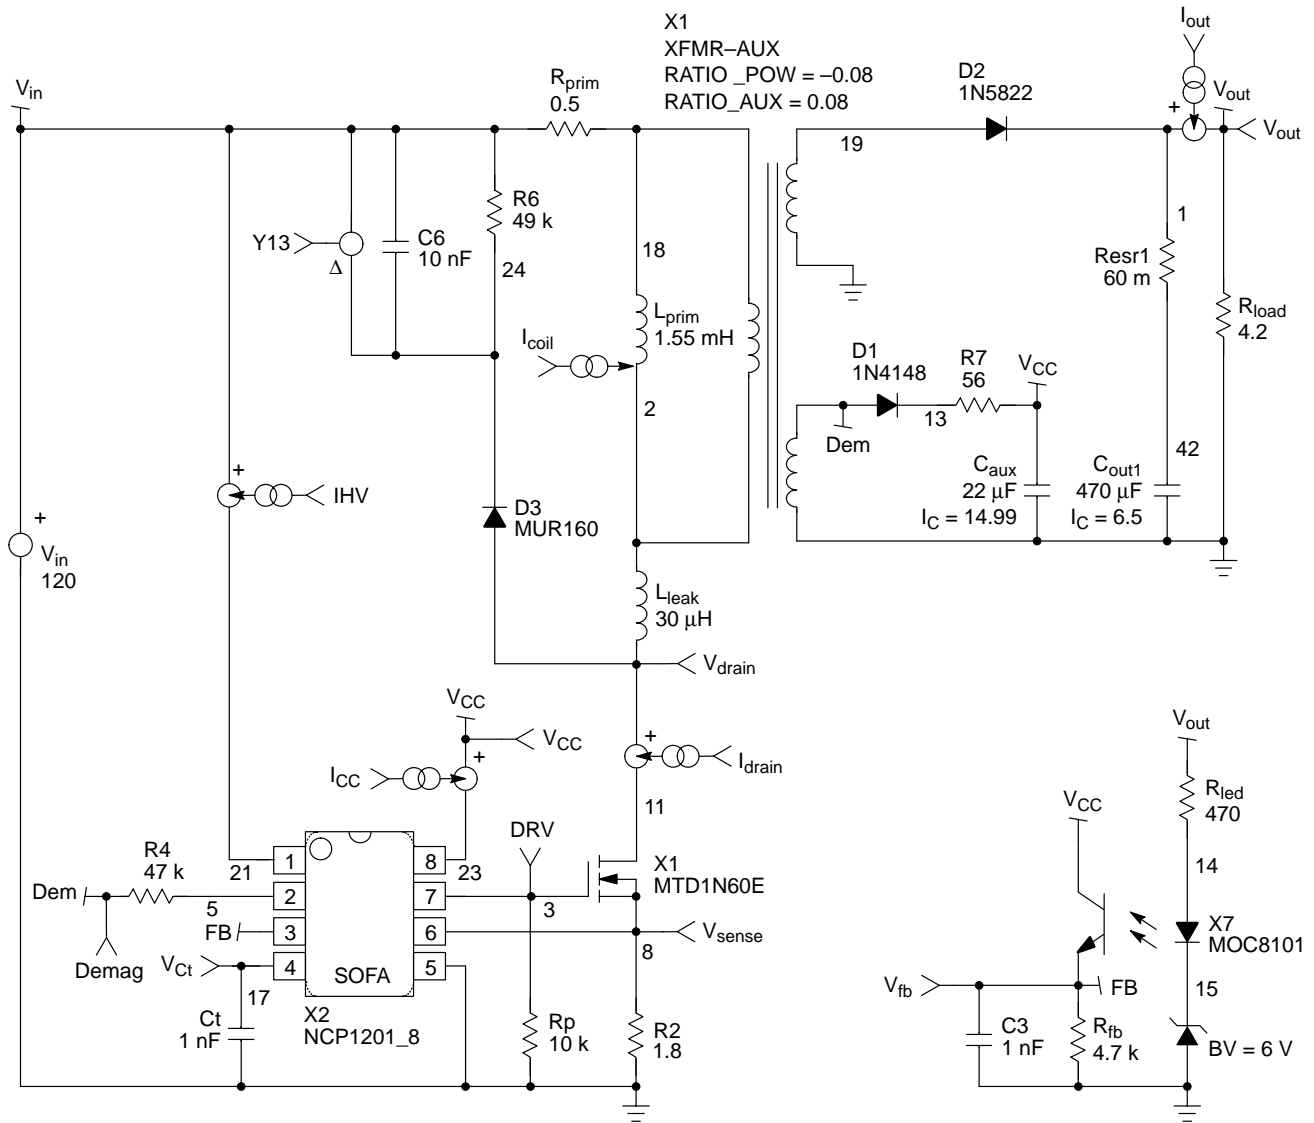 X1
XFMR–AUX
RATIO _POW = –0.08
RATIO_AUX = 0.08
Iout
Vin
Rprim
0.5
D2
1N5822
+
Vout
Vout
19
R6
49 k
Y13
Δ
C6
10 nF
24
18
1
Resr1
60 m
Lprim
1.55 mH
Rload
4.2
Icoil
D1
1N4148
R7
56
VCC
2
Dem
13
42
Caux
22 μF
IC = 14.99
Cout1
470 μF
IC = 6.5
+
IHV
D3
MUR160
+
Vin
120
Lleak
30 μH
Vdrain
VCC
VCC
+
ICC
+
Idrain
Vout
Rled
470
VCC
11
DRV
R4
47 k
21
1
8
23
X1
MTD1N60E
14
Dem
5
2
7
3
FB
3
6
Vsense
8
X7
MOC8101
Demag
VCt
4
5
SOFA
17
Vfb
FB
15
Ct
1 nF
X2
NCP1201_8
Rp
10 k
R2
1.8
C3
1 nF
Rfb
4.7 k
BV = 6 V